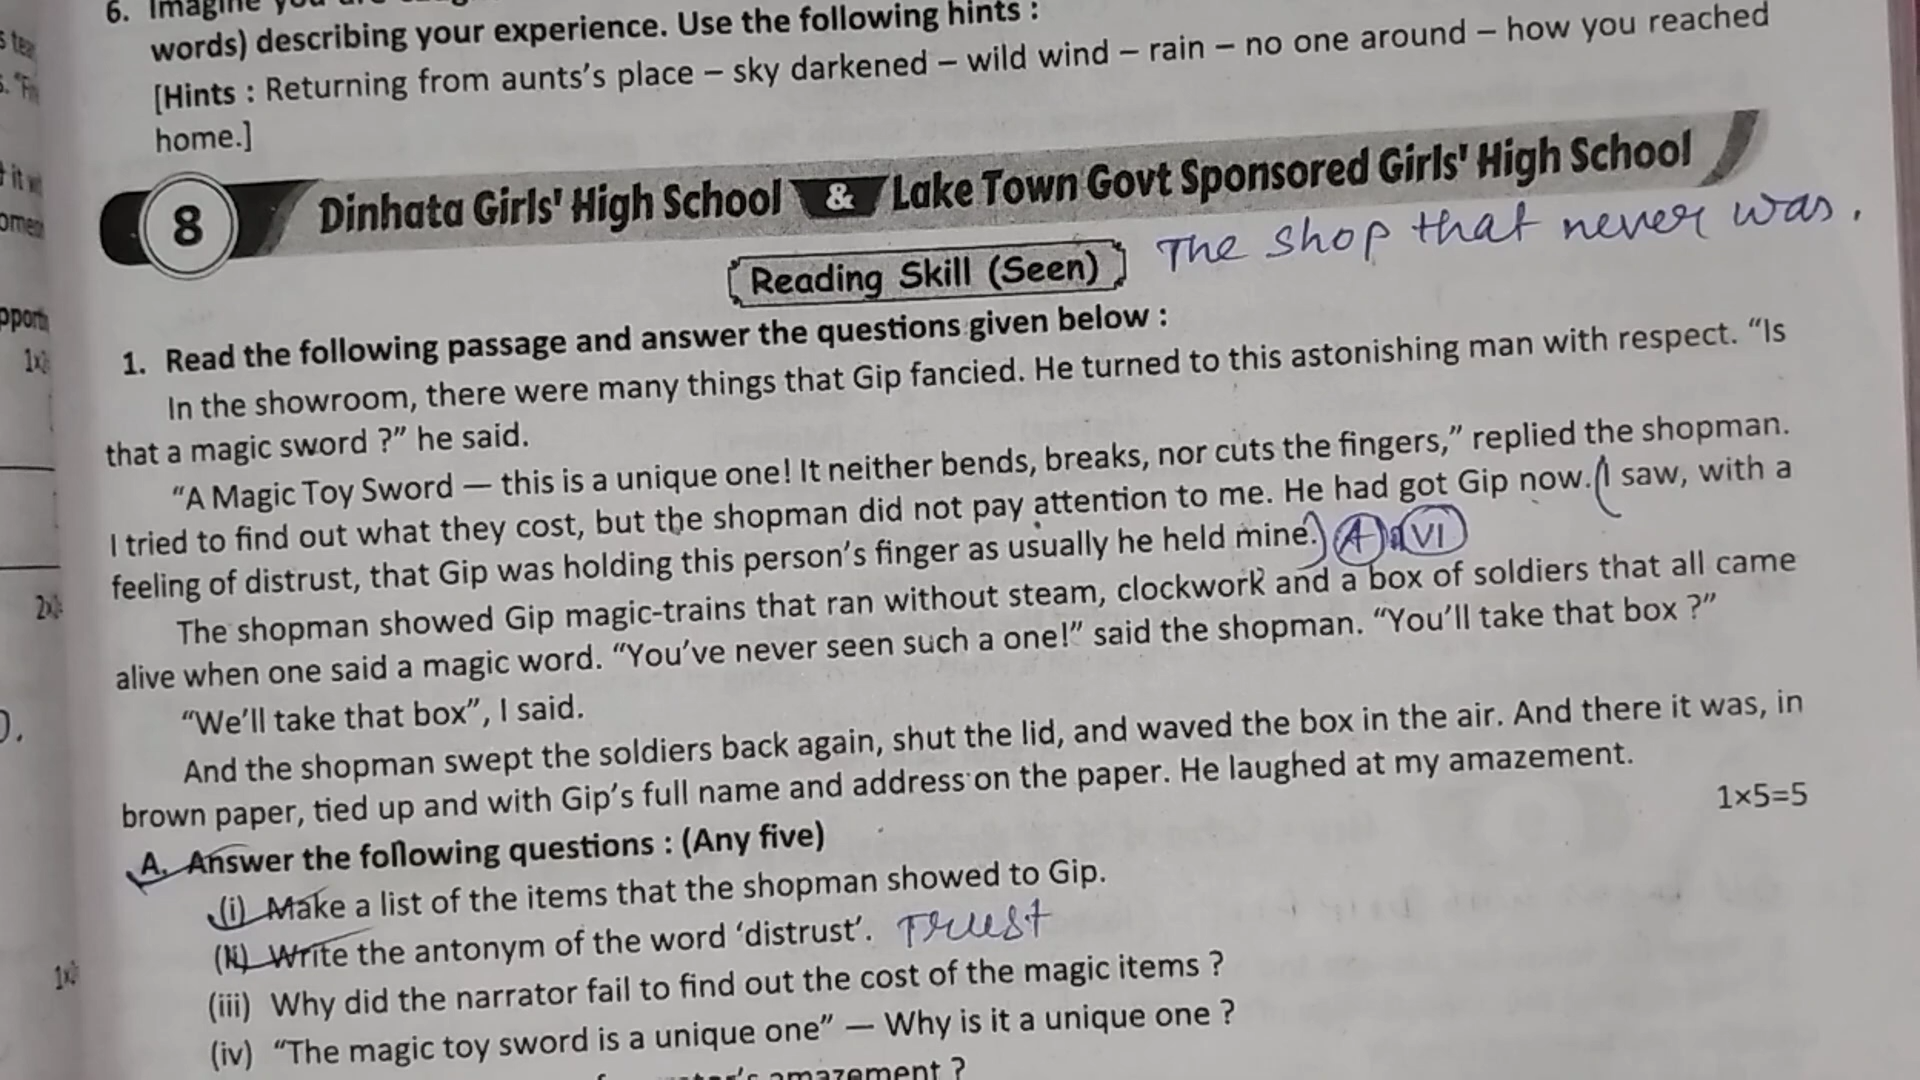 6. Imagine you are
words) describing your experience. Use the following hints :
[Hints : Returning from aunts's place – sky darkened – wild wind – rain – no one around – how you reached
home.]
8 Dinhata Girls' High School & Lake Town Govt Sponsored Girls' High School
Reading Skill (Seen) The shop that never was.
1. Read the following passage and answer the questions given below :
In the showroom, there were many things that Gip fancied. He turned to this astonishing man with respect. “Is
that a magic sword ?” he said.
“A Magic Toy Sword — this is a unique one! It neither bends, breaks, nor cuts the fingers,” replied the shopman.
I tried to find out what they cost, but the shopman did not pay attention to me. He had got Gip now. I saw, with a
feeling of distrust, that Gip was holding this person's finger as usually he held mine. A VI
The shopman showed Gip magic-trains that ran without steam, clockwork and a box of soldiers that all came
alive when one said a magic word. “You've never seen such a one!” said the shopman. “You'll take that box ?”
“We'll take that box”, I said.
And the shopman swept the soldiers back again, shut the lid, and waved the box in the air. And there it was, in
brown paper, tied up and with Gip's full name and address on the paper. He laughed at my amazement.
A. Answer the following questions : (Any five) 1×5=5
(i) Make a list of the items that the shopman showed to Gip.
(ii) Write the antonym of the word ‘distrust’. Trust
(iii) Why did the narrator fail to find out the cost of the magic items ?
(iv) “The magic toy sword is a unique one” — Why is it a unique one ?
amazement ?